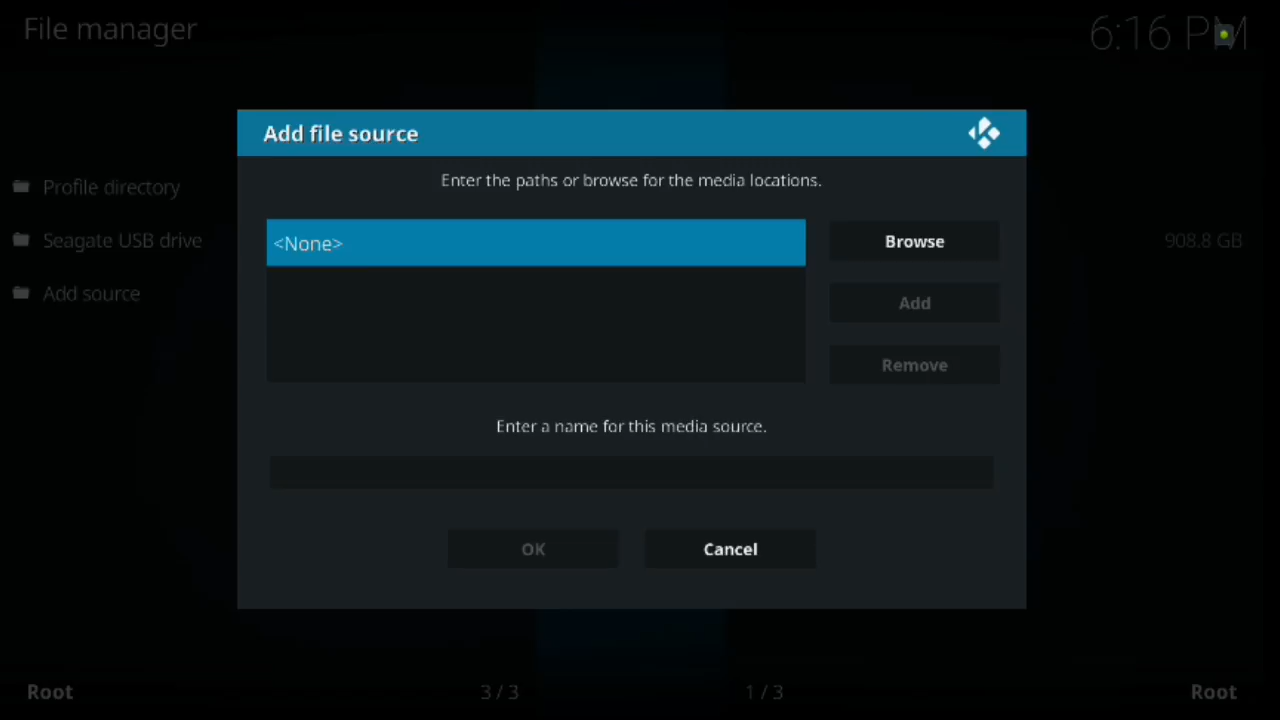 File manager
6:16 PM
Add file source
Enter the paths or browse for the media locations.
Profile directory
<None>
Browse
Seagate USB drive
908.8 GB
Add source
Add
Remove
Enter a name for this media source.
OK
Cancel
Root
3 / 3
1 / 3
Root